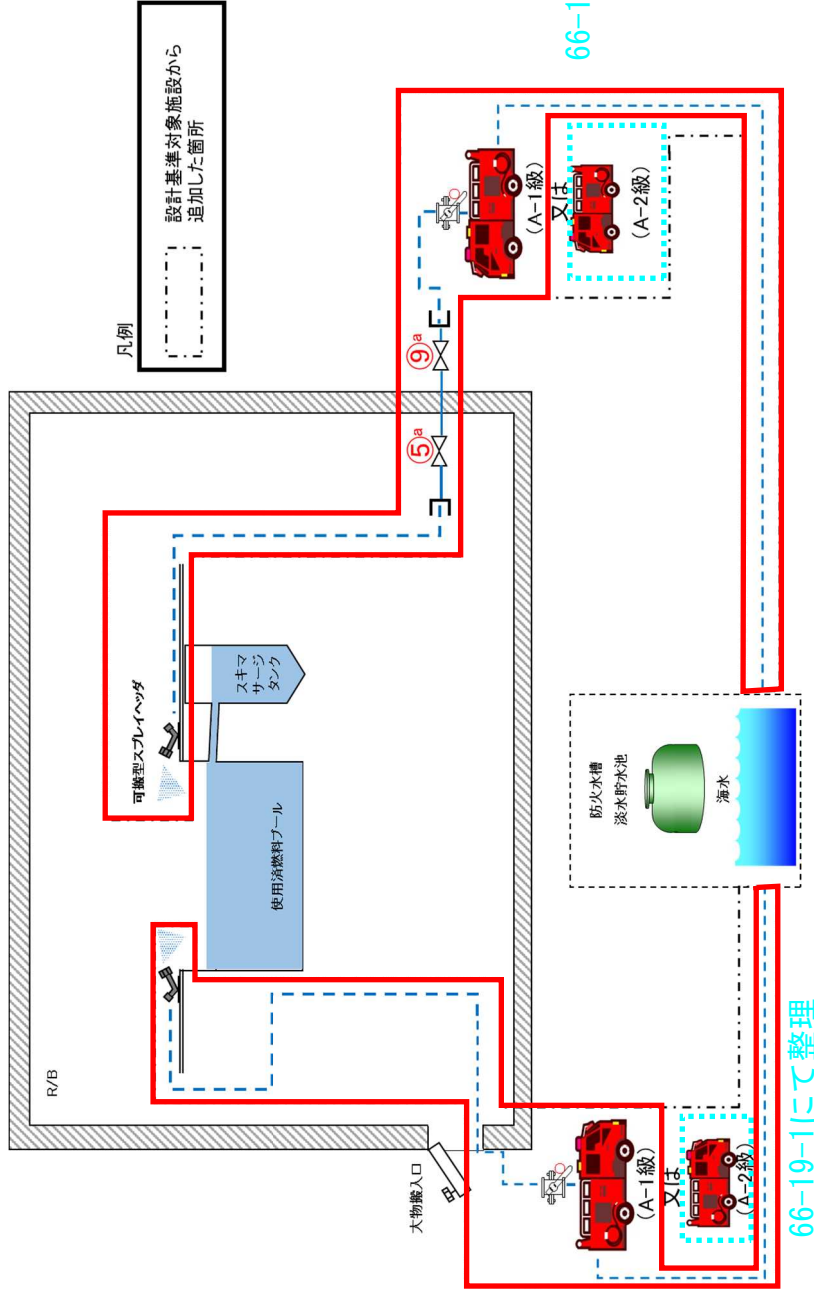 凡例
設計基準対象施設から
追加した箇所
66-1
R/B
可搬型スプレイヘッダ
使用済燃料プール
スキマ
サージ
タンク
⑤a
⑨a
大物搬入口
(A-1級)
又は
(A-2級)
(A-1級)
又は
(A-2級)
防火水槽
淡水貯水池
海水
66-19-1にて整理